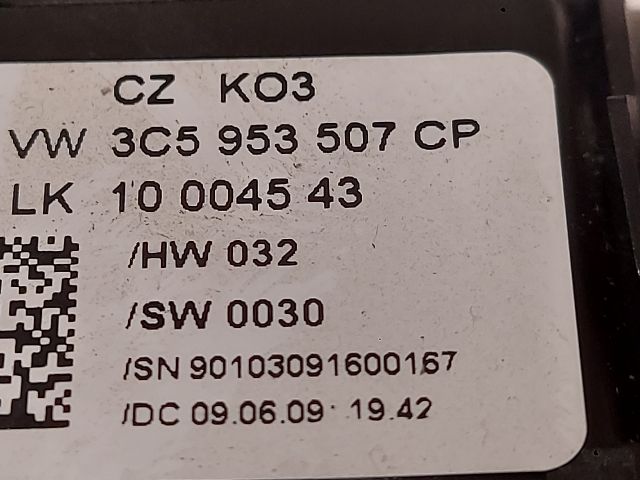 CZ KO3
VW 3C5 953 507 CP
LK 10 0045 43
/HW 032
/SW 0030
/SN 90103091600167
/DC 09.06.09 19.42